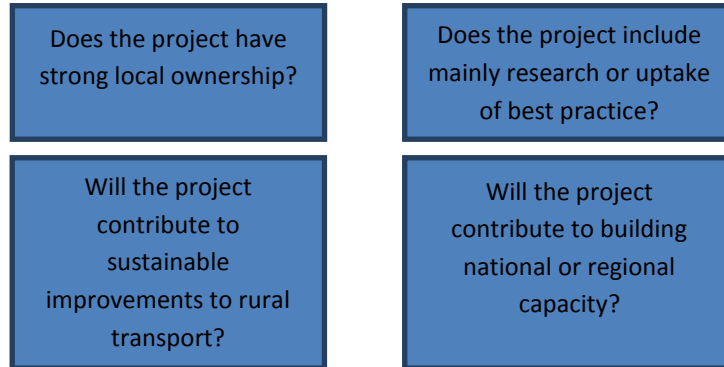 Does the project have
strong local ownership?
Does the project include
mainly research or uptake
of best practice?
Will the project
contribute to
sustainable
improvements to rural
transport?
Will the project
contribute to building
national or regional
capacity?